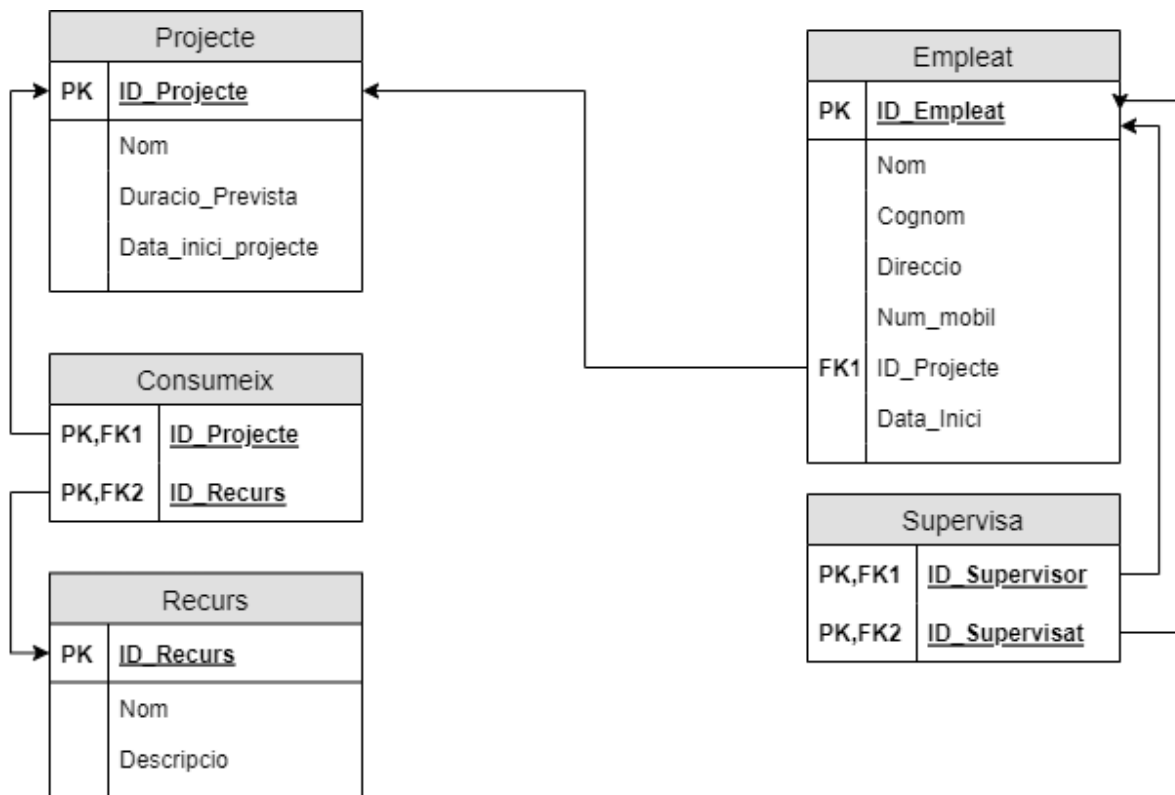 Projecte
PK ID_Projecte
Nom
Duracio_Prevista
Data_inici_projecte
Consumeix
PK,FK1 ID_Projecte
PK,FK2 ID_Recurs
Recurs
PK ID_Recurs
Nom
Descripcio
Empleat
PK ID_Empleat
Nom
Cognom
Direccio
Num_mobil
FK1 ID_Projecte
Data_Inici
Supervisa
PK,FK1 ID_Supervisor
PK,FK2 ID_Supervisat